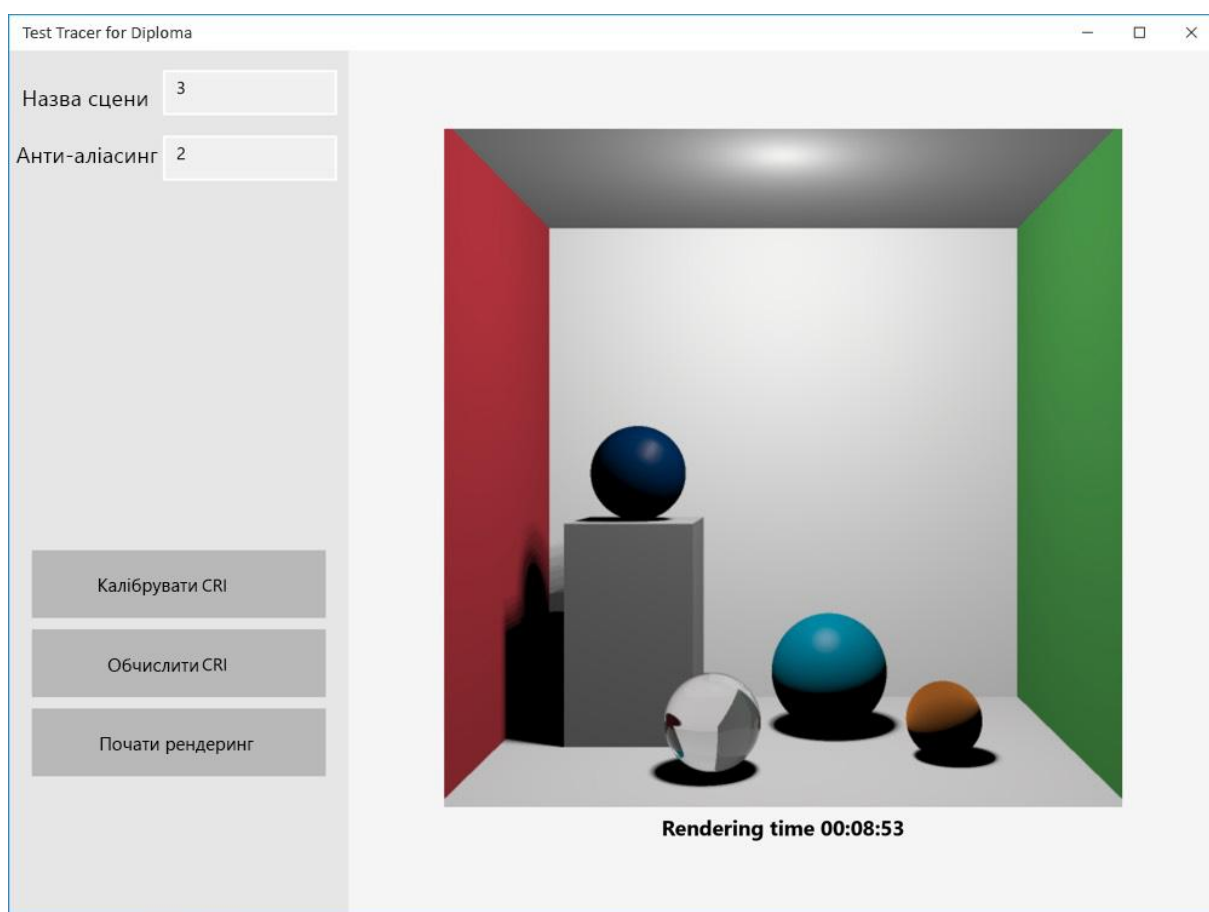 Test Tracer for Diploma
Назва сцени 3
Анти-аліасинг 2
Калібрувати CRI
Обчислити CRI
Почати рендеринг
Rendering time 00:08:53